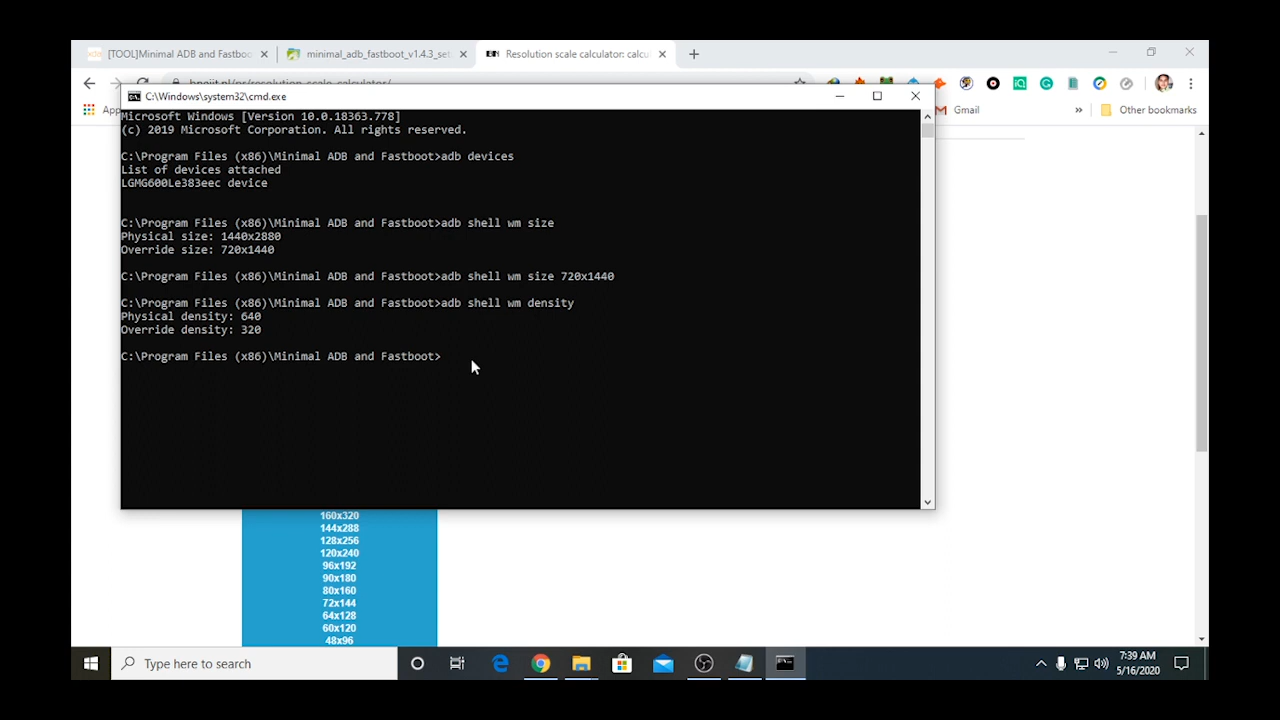 [TOOL]Minimal ADB and Fastboo
minimal_adb_fastboot_v1.4.3_set
Resolution scale calculator: calcu
Gmail
»
Other bookmarks
C:\Windows\system32\cmd.exe
Microsoft Windows [Version 10.0.18363.778]
(c) 2019 Microsoft Corporation. All rights reserved.
C:\Program Files (x86)\Minimal ADB and Fastboot>adb devices
List of devices attached
LGMG600Le383eec device
C:\Program Files (x86)\Minimal ADB and Fastboot>adb shell wm size
Physical size: 1440x2880
Override size: 720x1440
C:\Program Files (x86)\Minimal ADB and Fastboot>adb shell wm size 720x1440
C:\Program Files (x86)\Minimal ADB and Fastboot>adb shell wm density
Physical density: 640
Override density: 320
C:\Program Files (x86)\Minimal ADB and Fastboot>
160x320
144x288
128x256
120x240
96x192
90x180
80x160
72x144
64x128
60x120
48x96
Type here to search
7:39 AM
5/16/2020